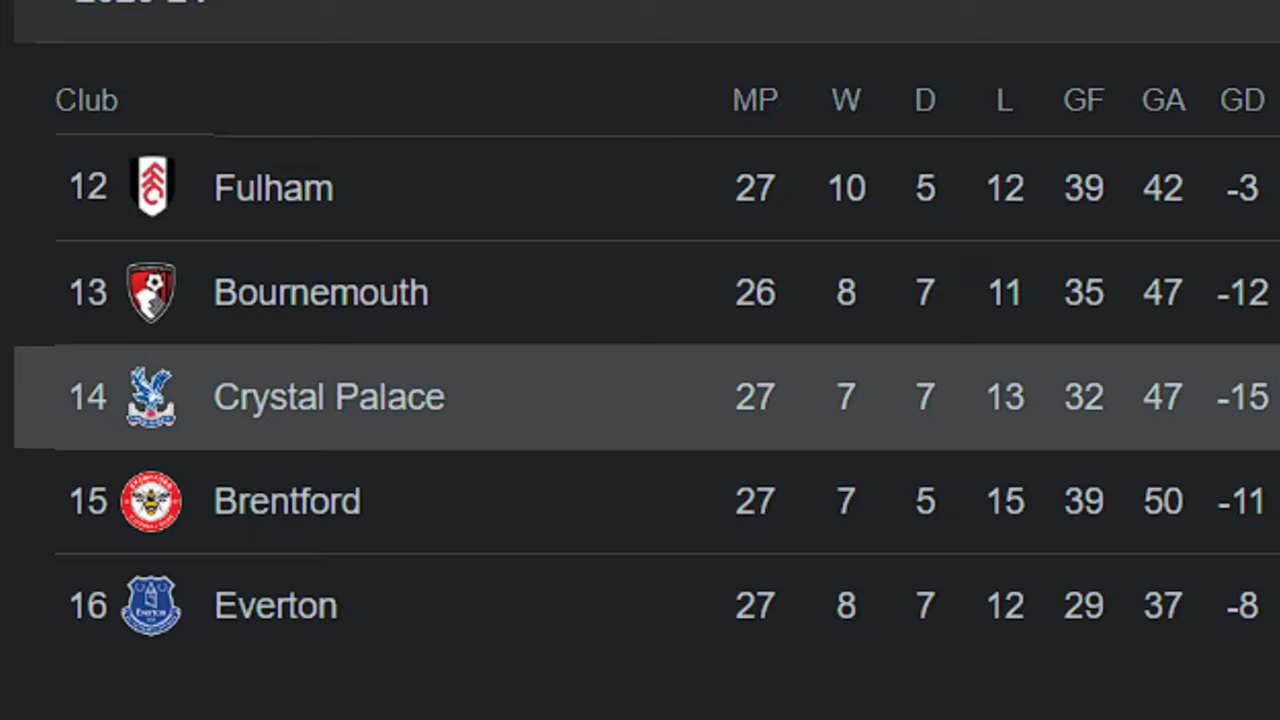 Club MP W D L GF GA GD
12 Fulham 27 10 5 12 39 42 -3
13 Bournemouth 26 8 7 11 35 47 -12
14 Crystal Palace 27 7 7 13 32 47 -15
15 Brentford 27 7 5 15 39 50 -11
16 Everton 27 8 7 12 29 37 -8